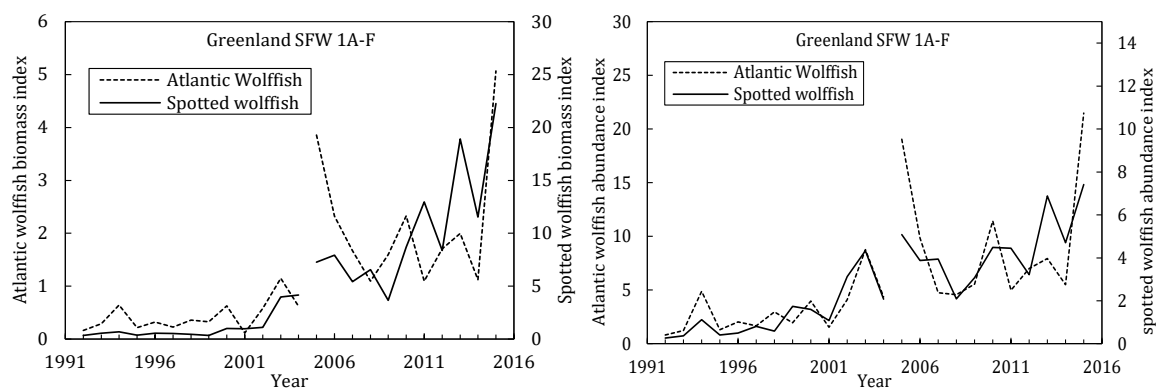 Greenland SFW 1A-F
Atlantic Wolffish
Spotted wolffish
Atlantic wolffish biomass index
6
5
4
3
2
1
0
Spotted wolffish biomass index
30
25
20
15
10
5
0
1991 1996 2001 2006 2011 2016
Year
Greenland SFW 1A-F
Atlantic Wolffish
Spotted wolffish
Atlantic wolffish abundance index
30
25
20
15
10
5
0
spotted wolffish abundance index
14
12
10
8
6
4
2
0
1991 1996 2001 2006 2011 2016
Year